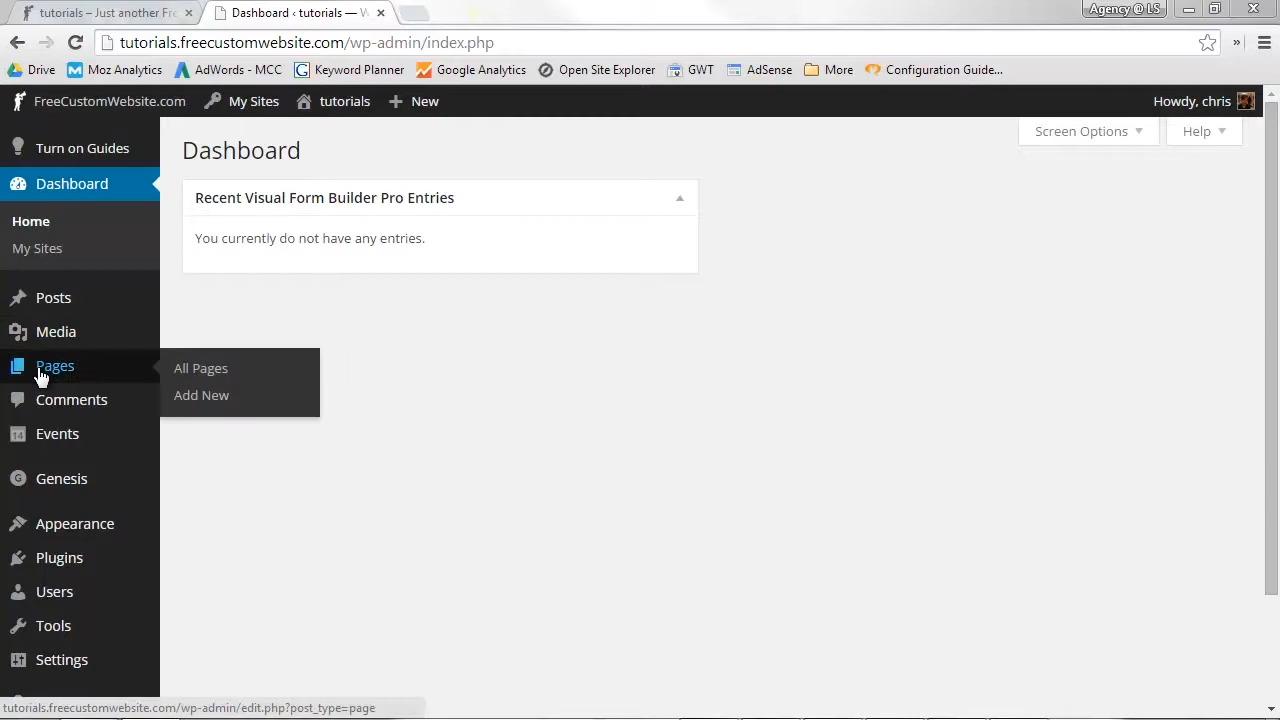 tutorials – Just another Fre
Dashboard ‹ tutorials — W
Agency @ LS
tutorials.freecustomwebsite.com/wp-admin/index.php
»
Drive
Moz Analytics
AdWords - MCC
Keyword Planner
Google Analytics
Open Site Explorer
GWT
AdSense
More
Configuration Guide...
FreeCustomWebsite.com
My Sites
tutorials
New
Howdy, chris
Screen Options
Help
Turn on Guides
Dashboard
Home
My Sites
Posts
Media
Pages
All Pages
Add New
Comments
Events
14
Genesis
G
Appearance
Plugins
Users
Tools
Settings
Dashboard
Recent Visual Form Builder Pro Entries
You currently do not have any entries.
tutorials.freecustomwebsite.com/wp-admin/edit.php?post_type=page